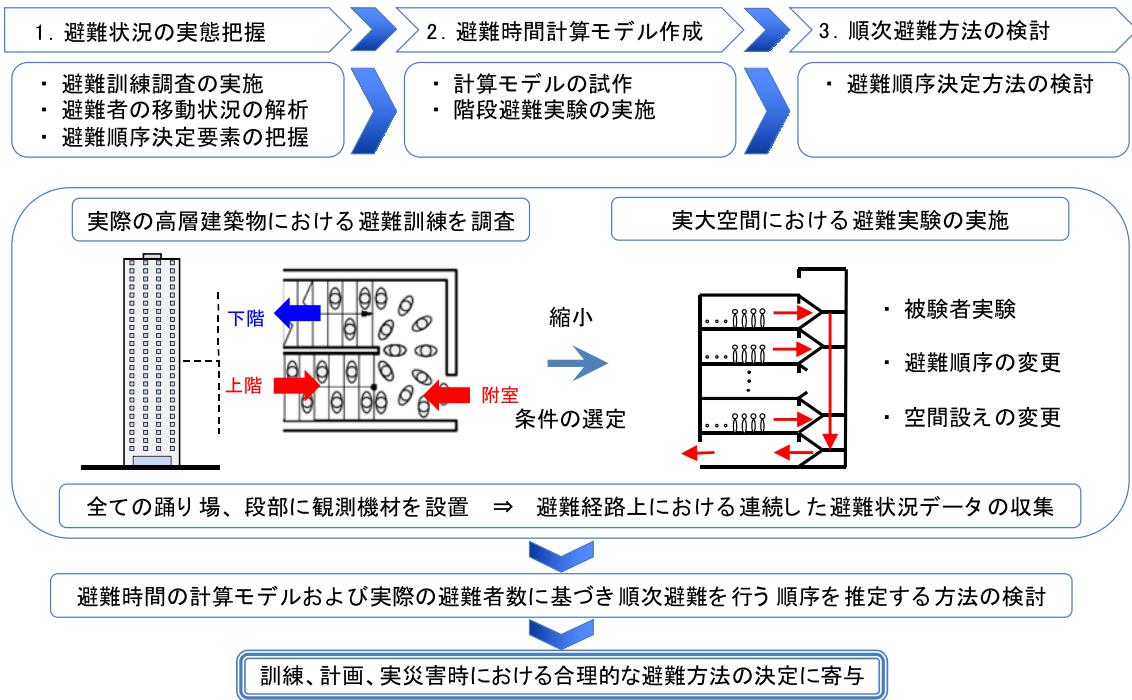 1. 避難状況の実態把握
2. 避難時間計算モデル作成
3. 順次避難方法の検討
・ 避難訓練調査の実施
・ 避難者の移動状況の解析
・ 避難順序決定要素の把握
・ 計算モデルの試作
・ 階段避難実験の実施
・ 避難順序決定方法の検討
実際の高層建築物における避難訓練を調査
実大空間における避難実験の実施
下階
上階
附室
縮小
条件の選定
・ 被験者実験
・ 避難順序の変更
・ 空間設えの変更
全ての踊り場、段部に観測機材を設置 ⇒ 避難経路上における連続した避難状況データの収集
避難時間の計算モデルおよび実際の避難者数に基づき順次避難を行う順序を推定する方法の検討
訓練、計画、実災害時における合理的な避難方法の決定に寄与